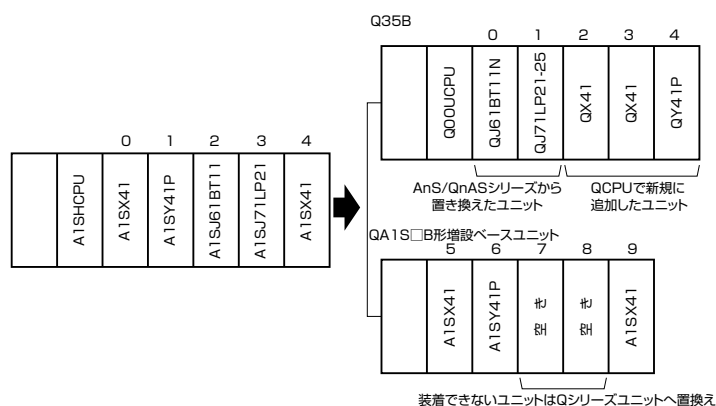 Q35B
0 1 2 3 4
Q00UCPU
QJ61BT11N
QJ71LP21-25
QX41
QX41
QY41P
AnS/QnASシリーズから
置き換えたユニット
QCPUで新規に
追加したユニット
0 1 2 3 4
A1SHCPU
A1SX41
A1SY41P
A1SJ61BT11
A1SJ71LP21
A1SX41
QA1S□B形増設ベースユニット
5 6 7 8 9
A1SX41
A1SY41P
空き
空き
A1SX41
装着できないユニットはQシリーズユニットへ置換え